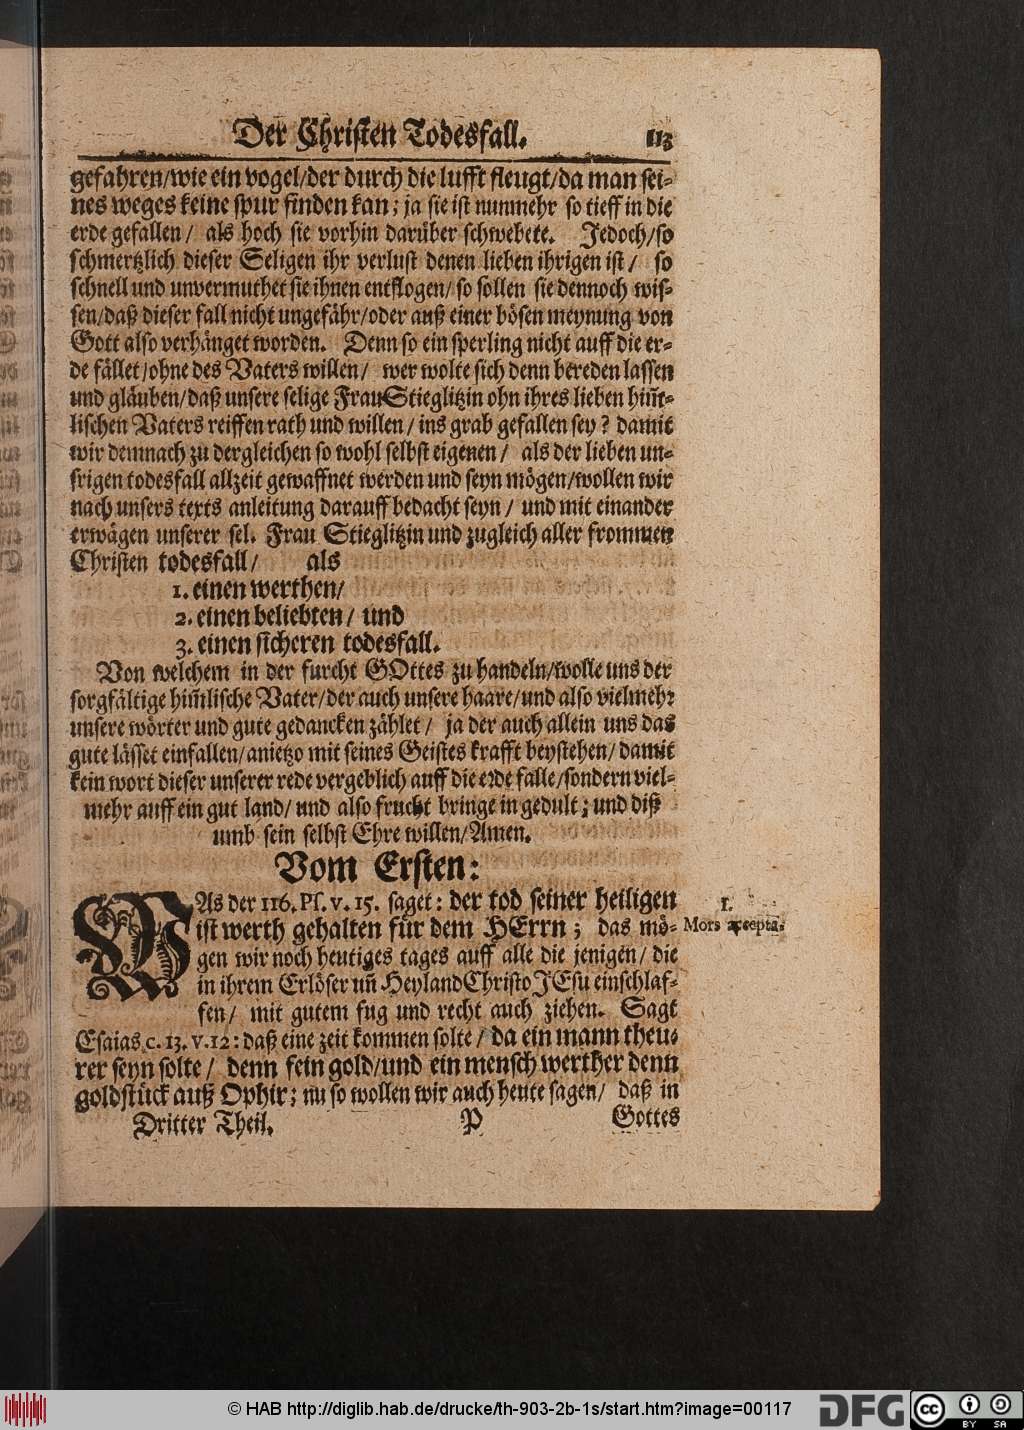 Der Christen Todesfall. 113
gefahren/wie ein vogel/der durch die lufft fleugt/da man sei-
nes weges keine spur finden kan; ja sie ist nunmehr so tieff in die
erde gefallen/ als hoch sie vorhin darüber schwebete. Jedoch/so
schmertzlich dieser Seligen ihr verlust denen lieben ihrigen ist/ so
schnell und unvermuthet sie ihnen entflogen/ so sollen sie dennoch wis-
sen/daß dieser fall nicht ungefähr/oder auß einer bösen meynung von
Gott also verhänget worden. Denn so ein sperling nicht auff die er-
de fället/ohne des Vaters willen/ wer wolte sich denn bereden lassen
und gläuben/daß unsere selige Frau Stieglitzin ohn ihres lieben him̃-
lischen Vaters reiffen rath und willen/ ins grab gefallen sey? damit
wir demnach zu dergleichen so wohl selbst eigenen/ als der lieben un-
srigen todesfall allzeit gewaffnet werden und seyn mögen/wollen wir
nach unsers texts anleitung darauff bedacht seyn/ und mit einander
erwägen unserer sel. Frau Stieglitzin und zugleich aller frommen
Christen todesfall/ als
1. einen werthen/
2. einen beliebten/ und
3. einen sicheren todesfall.
Von welchem in der furcht GOttes zu handeln/wolle uns der
sorgfältige him̃lische Vater/der auch unsere haare/und also vielmehr
unsere wörter und gute gedancken zählet/ ja der auch allein uns das
gute lässet einfallen/anietzo mit seines Geistes krafft beystehen/ damit
kein wort dieser unserer rede vergeblich auff die erde falle/sondern viel-
mehr auff ein gut land/ und also frucht bringe in gedult; und diß
umb sein selbst Ehre willen/Amen.
Vom Ersten:
WAs der 116. Ps. v. 15. saget: der tod seiner heiligen
ist werth gehalten für dem HErrn; das mö-
gen wir noch heutiges tages auff alle die jenigen/ die
in ihrem Erlöser uñ Heyland Christo JEsu einschlaf-
fen/ mit gutem fug und recht auch ziehen. Sagt
Esaias c. 13. v. 12: daß eine zeit kommen solte/ da ein mann theu-
rer seyn solte/ denn fein gold/und ein mensch werther denn
goldstück auß Ophir; nu so wollen wir auch heute sagen/ daß in
1.
Mors accepta.
Dritter Theil. P Gottes
© HAB http://diglib.hab.de/drucke/th-903-2b-1s/start.htm?image=00117
DFG
cc
BY SA